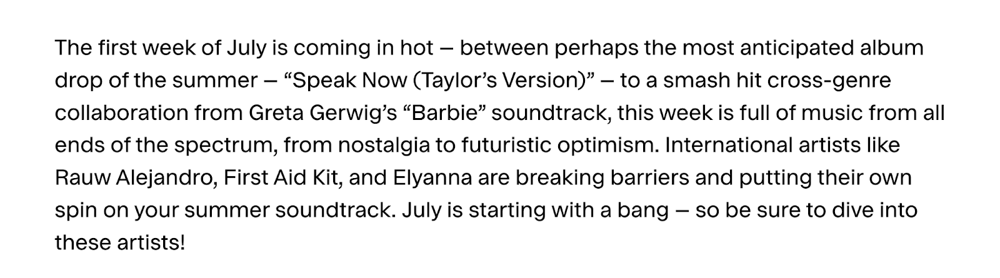 The first week of July is coming in hot – between perhaps the most anticipated album
drop of the summer – “Speak Now (Taylor’s Version)” – to a smash hit cross-genre
collaboration from Greta Gerwig’s “Barbie” soundtrack, this week is full of music from all
ends of the spectrum, from nostalgia to futuristic optimism. International artists like
Rauw Alejandro, First Aid Kit, and Elyanna are breaking barriers and putting their own
spin on your summer soundtrack. July is starting with a bang – so be sure to dive into
these artists!